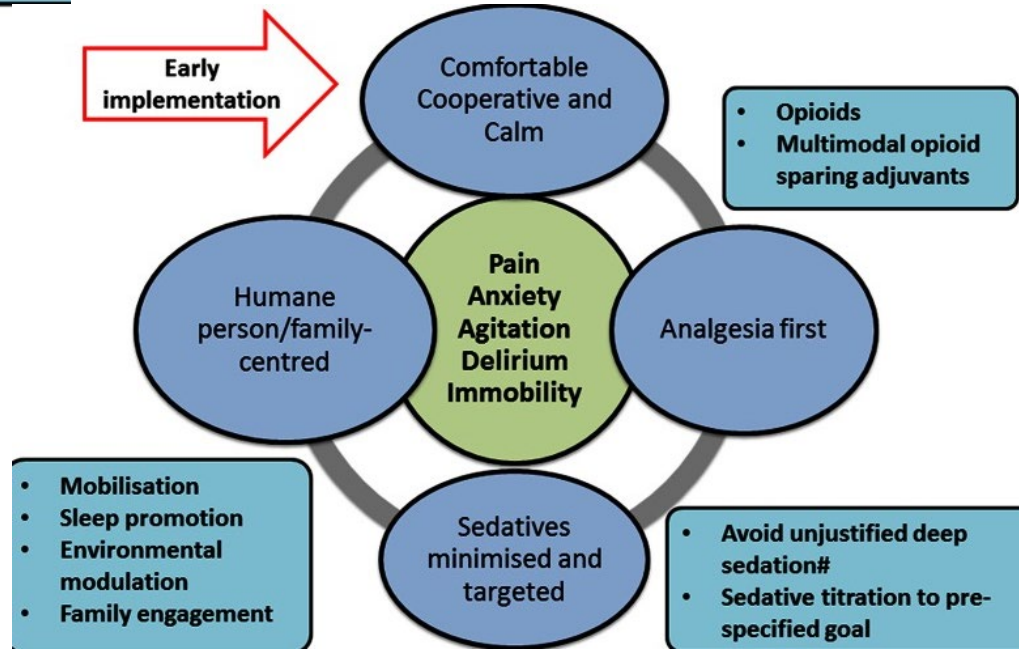 Early
implementation
Comfortable
Cooperative and
Calm
• Opioids
• Multimodal opioid
sparing adjuvants
Humane
person/family-
centred
Pain
Anxiety
Agitation
Delirium
Immobility
Analgesia first
• Mobilisation
• Sleep promotion
• Environmental
modulation
• Family engagement
Sedatives
minimised and
targeted
• Avoid unjustified deep
sedation#
• Sedative titration to pre-
specified goal